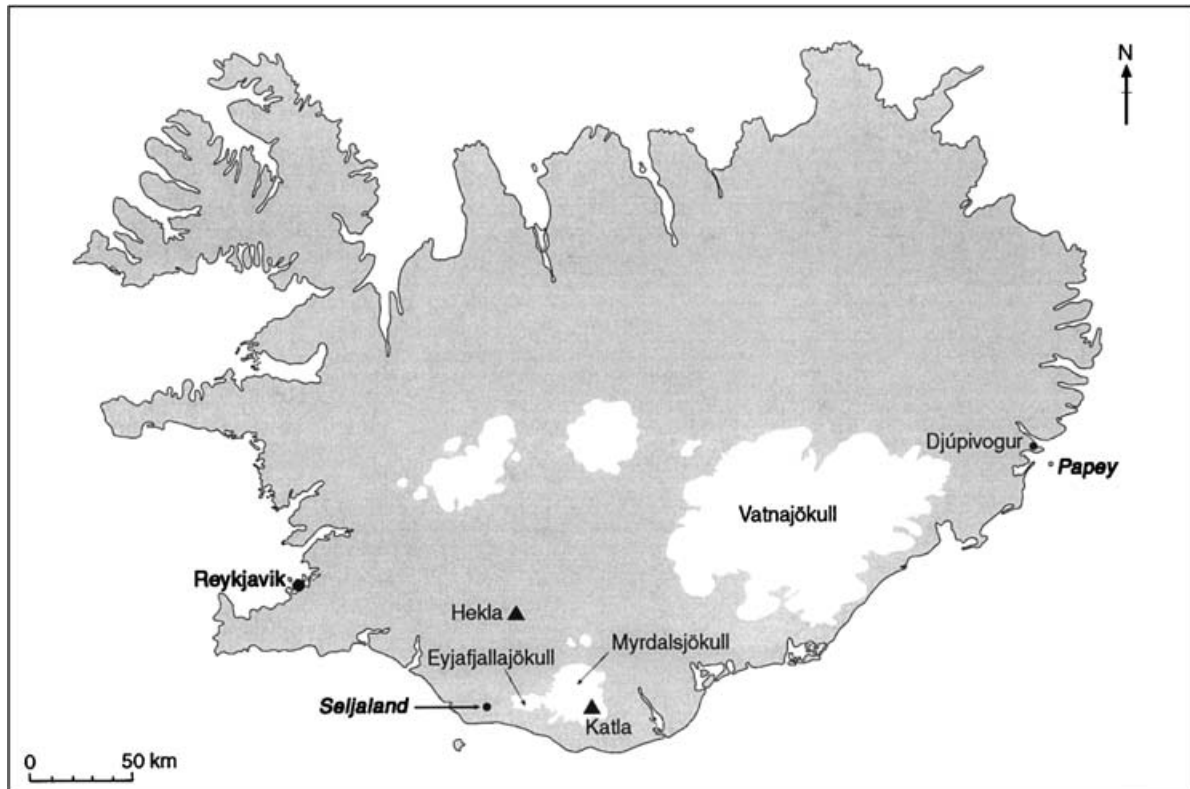 N
Djúpivogur
Papey
Vatnajökull
Reykjavik
Hekla
Myrdalsjökull
Eyjafjallajökull
Seljaland
Katla
0 50 km